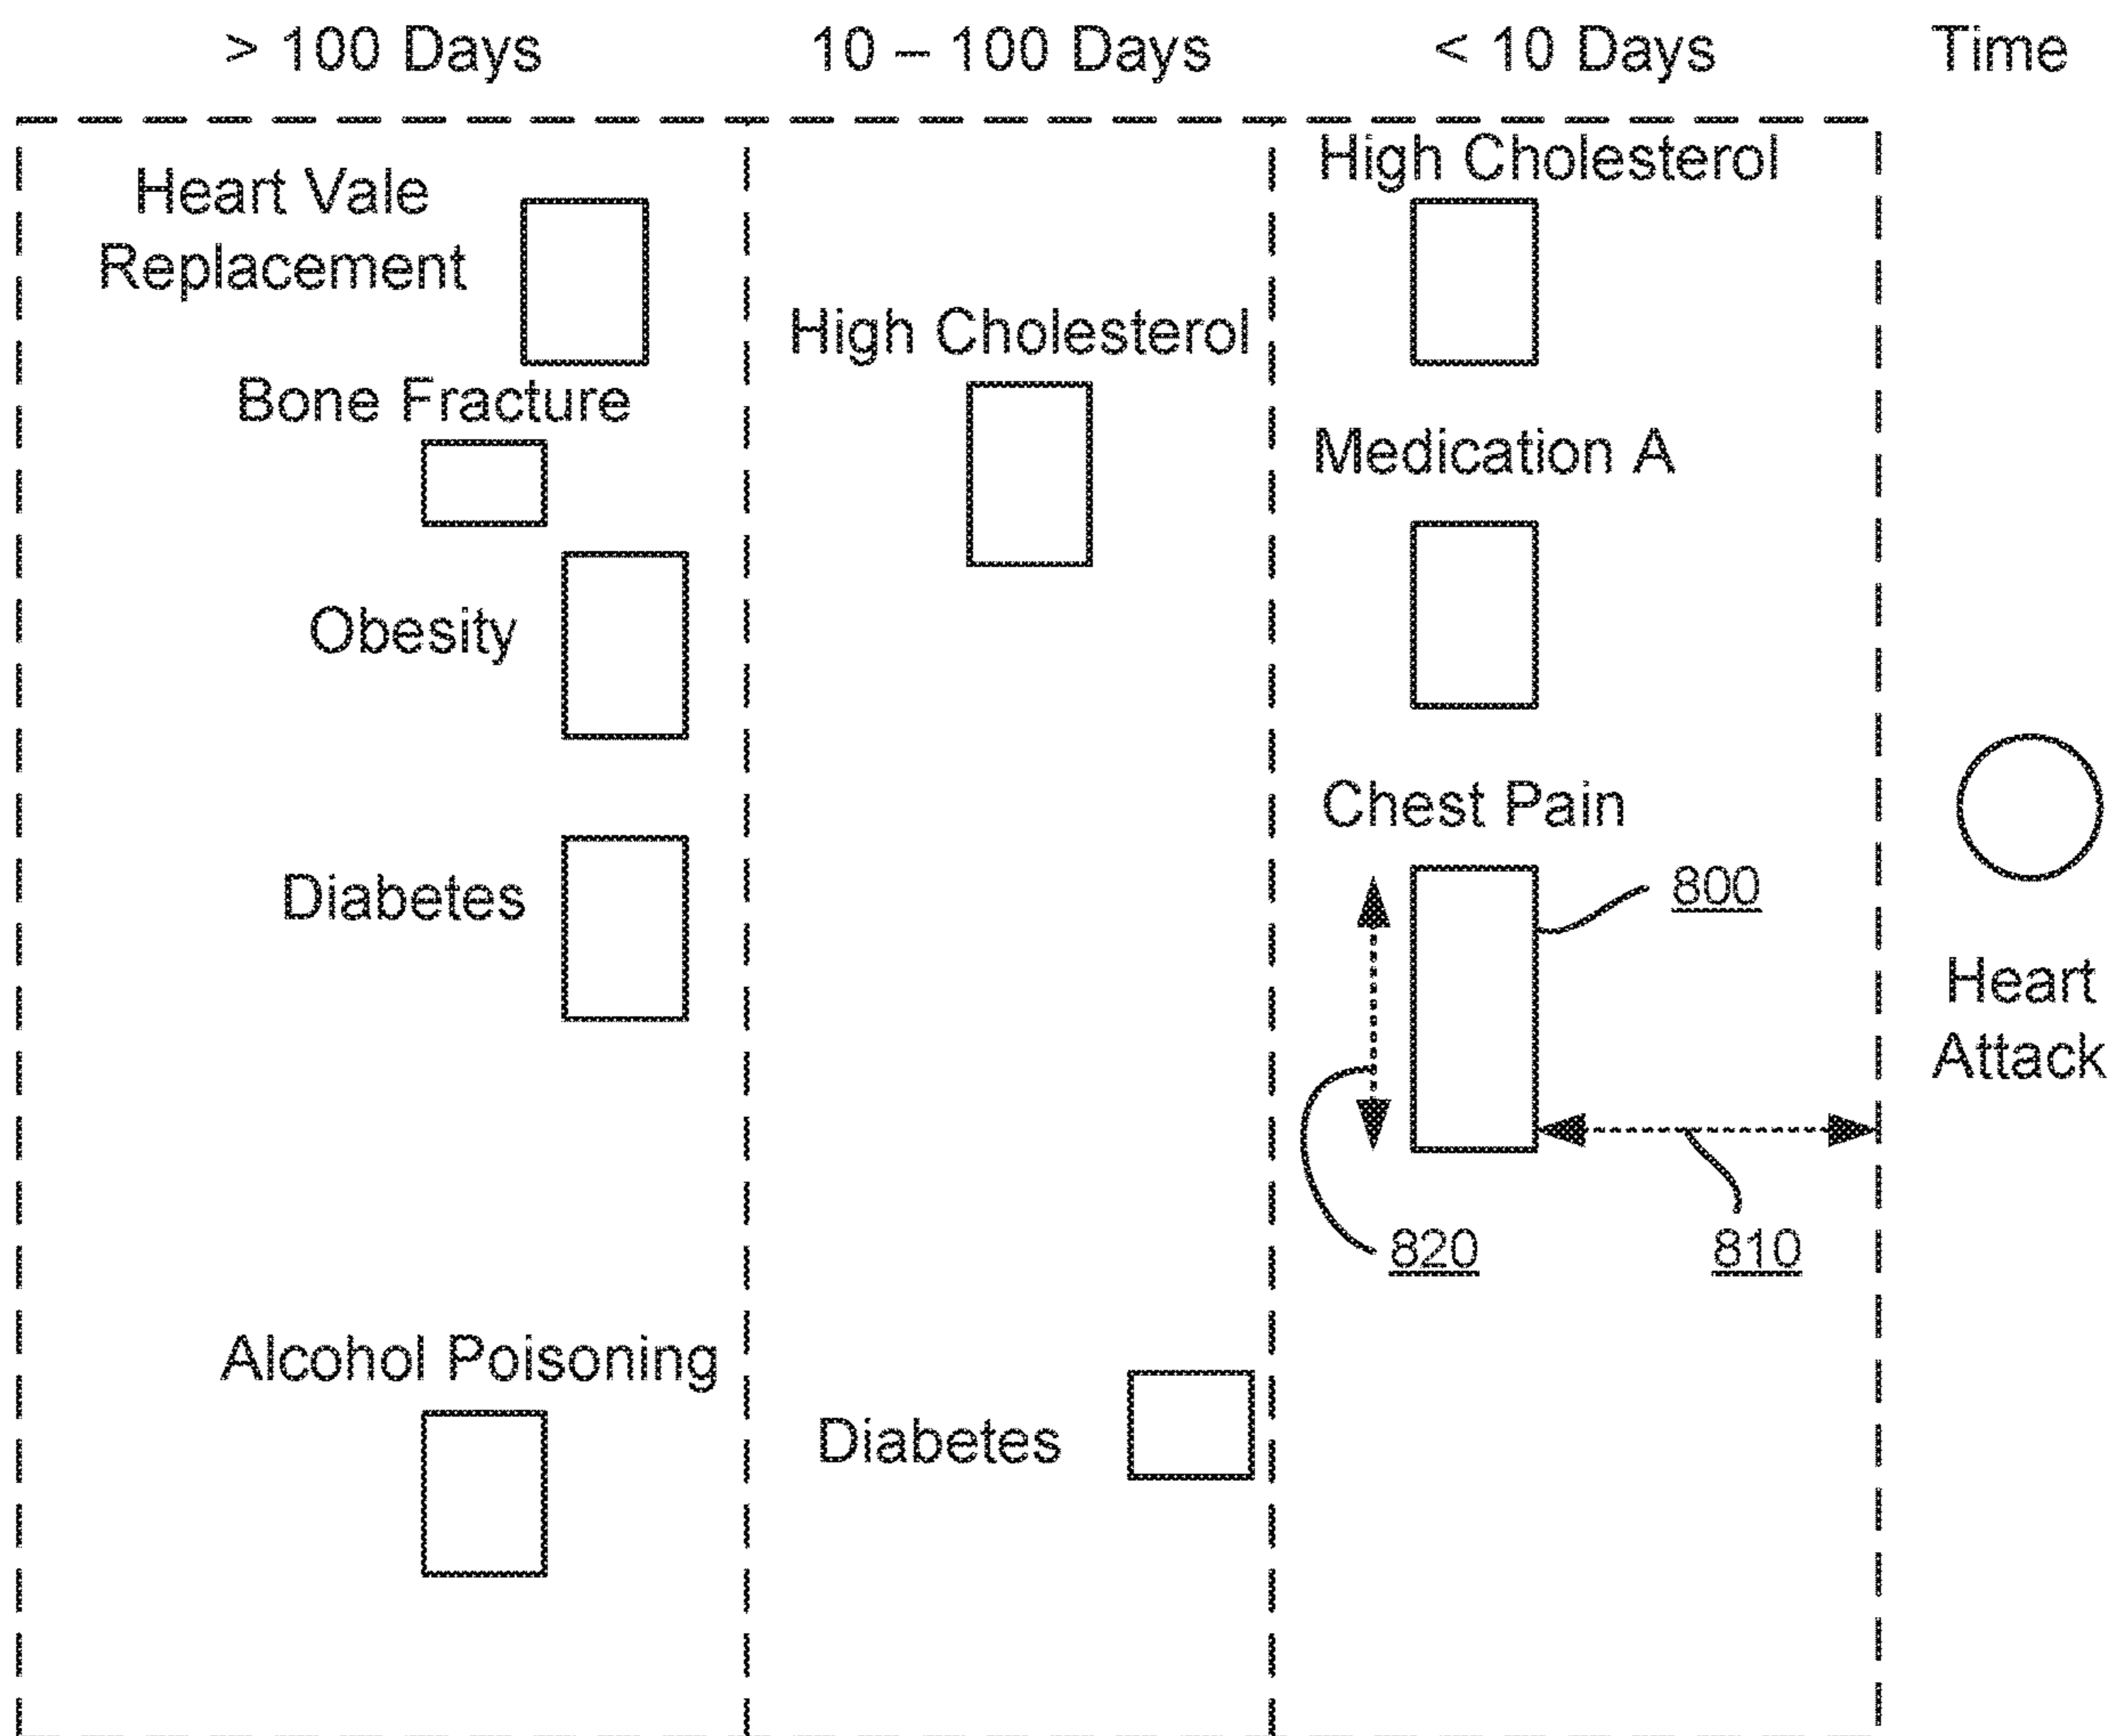 > 100 Days
10 – 100 Days
< 10 Days
Time
Heart Vale
Replacement
Bone Fracture
Obesity
Diabetes
Alcohol Poisoning
High Cholesterol
Diabetes
High Cholesterol
Medication A
Chest Pain
800
820
810
Heart
Attack